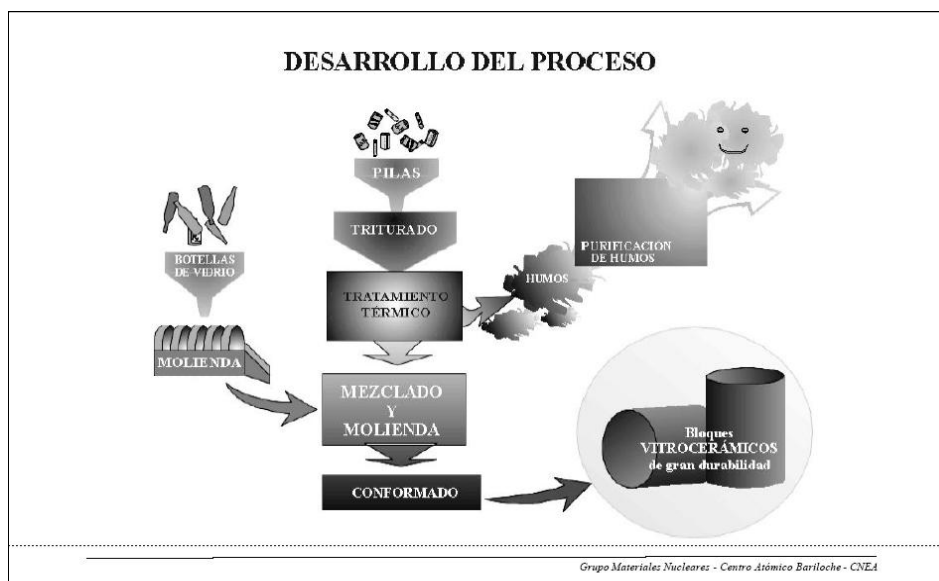 DESARROLLO DEL PROCESO
PILAS
TRITURADO
BOTELLAS
DE VIDRIO
MOLIENDA
TRATAMIENTO
TÉRMICO
HUMOS
PURIFICACION
DE HUMOS
MEZCLADO
Y
MOLIENDA
CONFORMADO
Bloques
VITROCERÁMICOS
de gran durabilidad
Grupo Materiales Nucleares - Centro Atómico Bariloche - CNEA